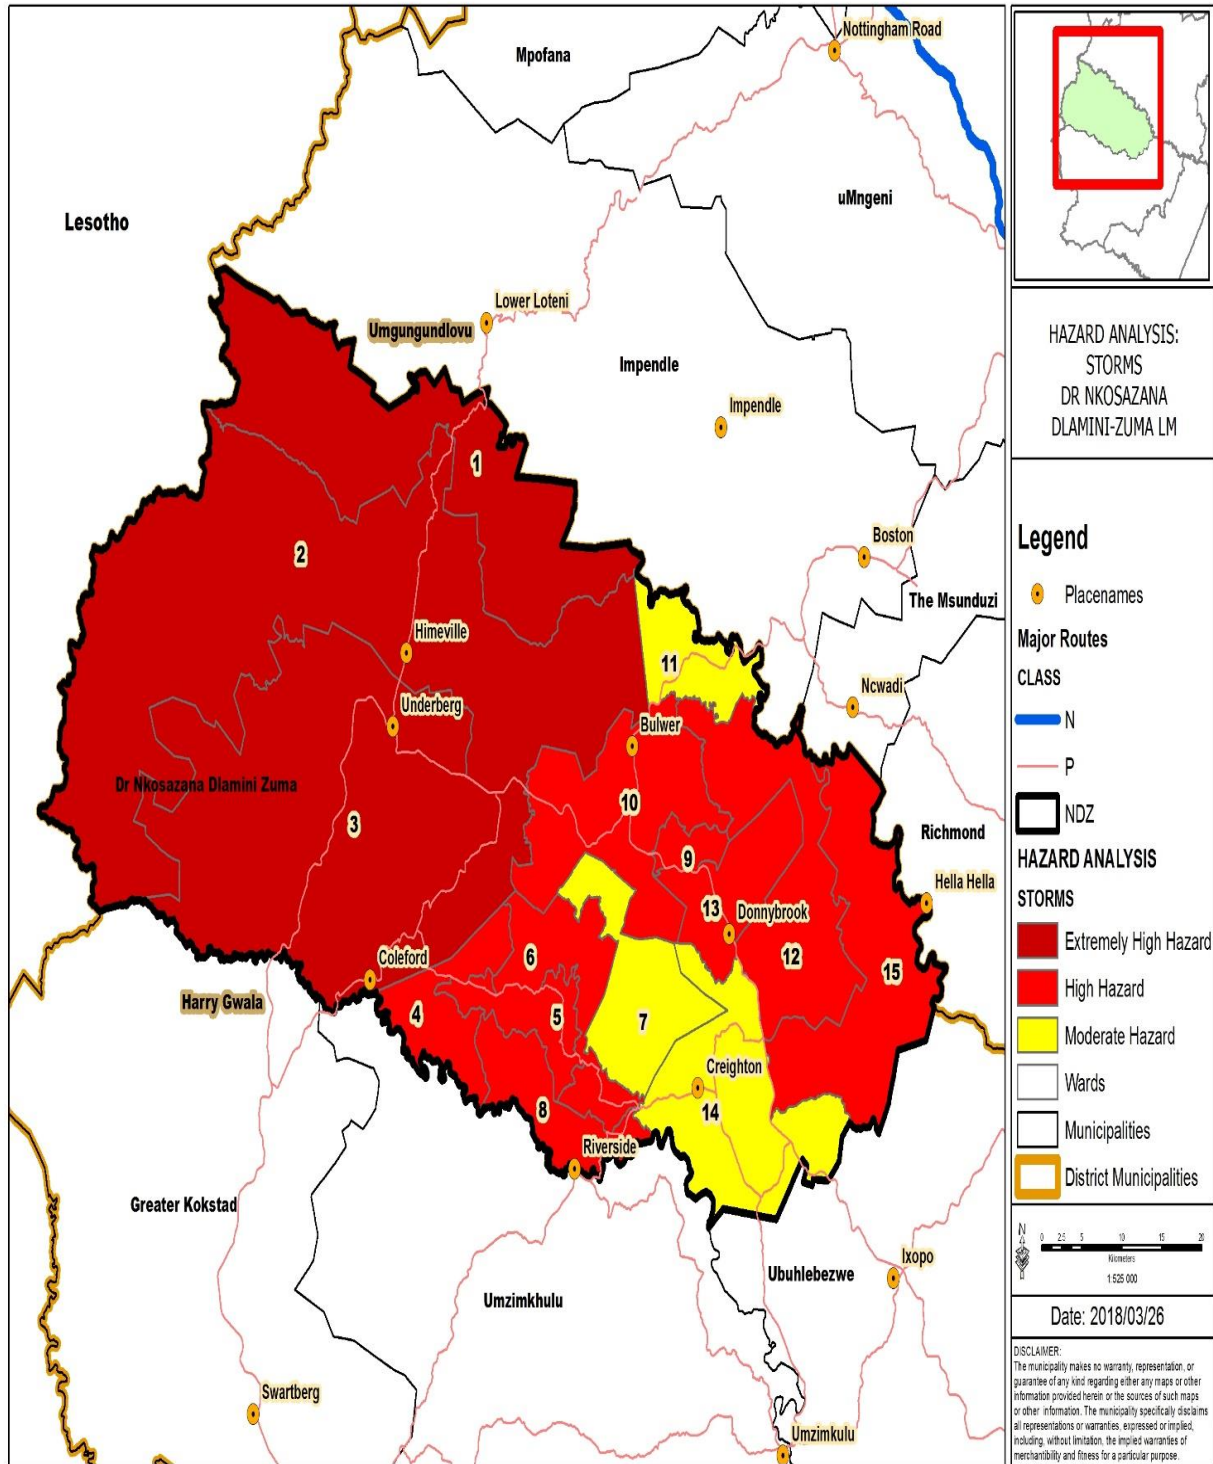 Nottingham Road
Mpofana
uMngeni
Lesotho
Lower Loteni
Umgungundlovu
Impendle
Impendle
1
Boston
2
The Msunduzi
Himeville
11
Ncwadi
Underberg
Bulwer
Dr Nkosazana Dlamini Zuma
10
3
Richmond
9
Hella Hella
13
Donnybrook
6
12
Coleford
15
Harry Gwala
4
5
7
Creighton
8
14
Riverside
Greater Kokstad
Ixopo
Ubuhlebezwe
Umzimkhulu
Swartberg
Umzimkulu
HAZARD ANALYSIS:
STORMS
DR NKOSAZANA
DLAMINI-ZUMA LM
Legend
Placenames
Major Routes
CLASS
N
P
NDZ
HAZARD ANALYSIS
STORMS
Extremely High Hazard
High Hazard
Moderate Hazard
Wards
Municipalities
District Municipalities
N
0 2.5 5 10 15 20
Kilometers
1:525 000
Date: 2018/03/26
DISCLAIMER:
The municipality makes no warranty, representation, or
guarantee of any kind regarding either any maps or other
information provided herein or the sources of such maps
or other information. The municipality specifically disclaims
all representations or warranties, expressed or implied,
including, without limitation, the implied warranties of
merchantibility and fitness for a particular purpose.